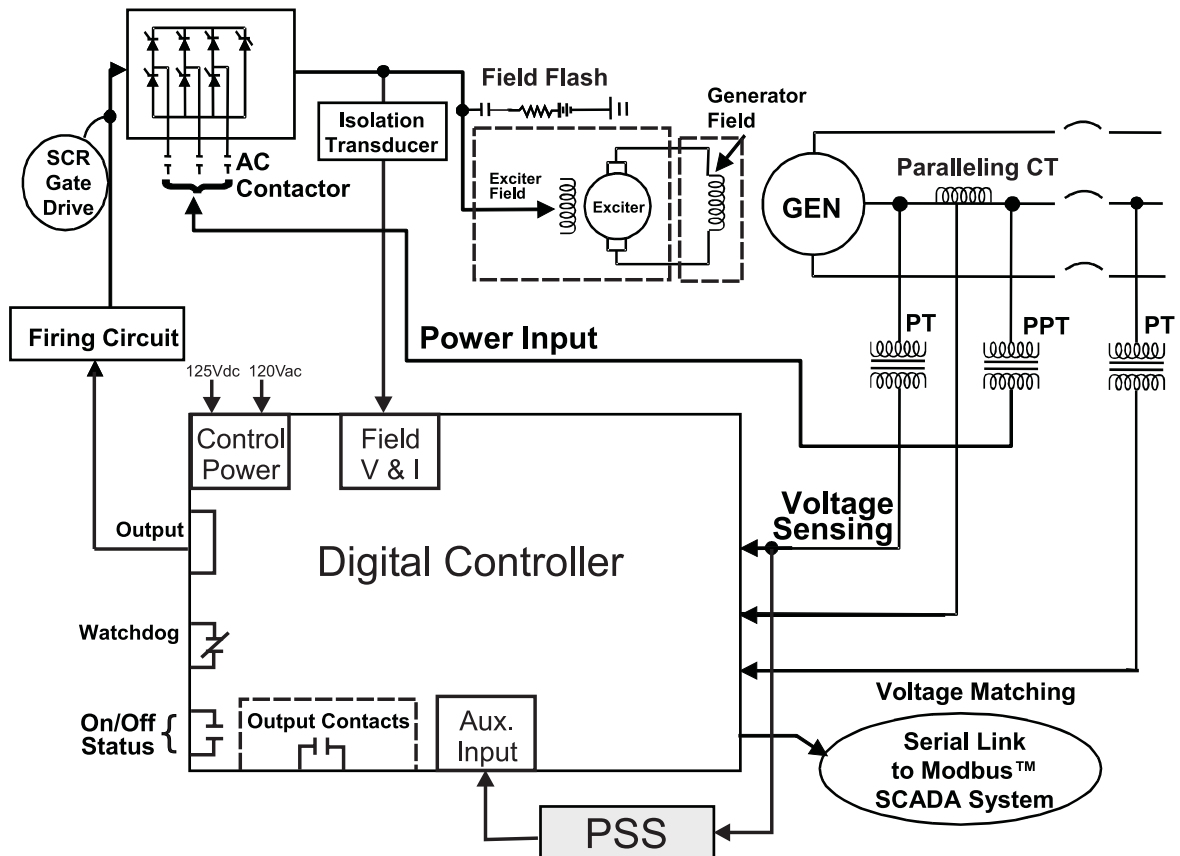 Field Flash
Generator
Field
Isolation
Transducer
SCR
Gate
Drive
AC
Contactor
Exciter
Field
Exciter
GEN
Paralleling CT
Firing Circuit
Power Input
PT
PPT
PT
125Vdc
120Vac
Control
Power
Field
V & I
Voltage
Sensing
Output
Digital Controller
Watchdog
Voltage Matching
On/Off
Status
Output Contacts
Aux.
Input
Serial Link
to Modbus™
SCADA System
PSS